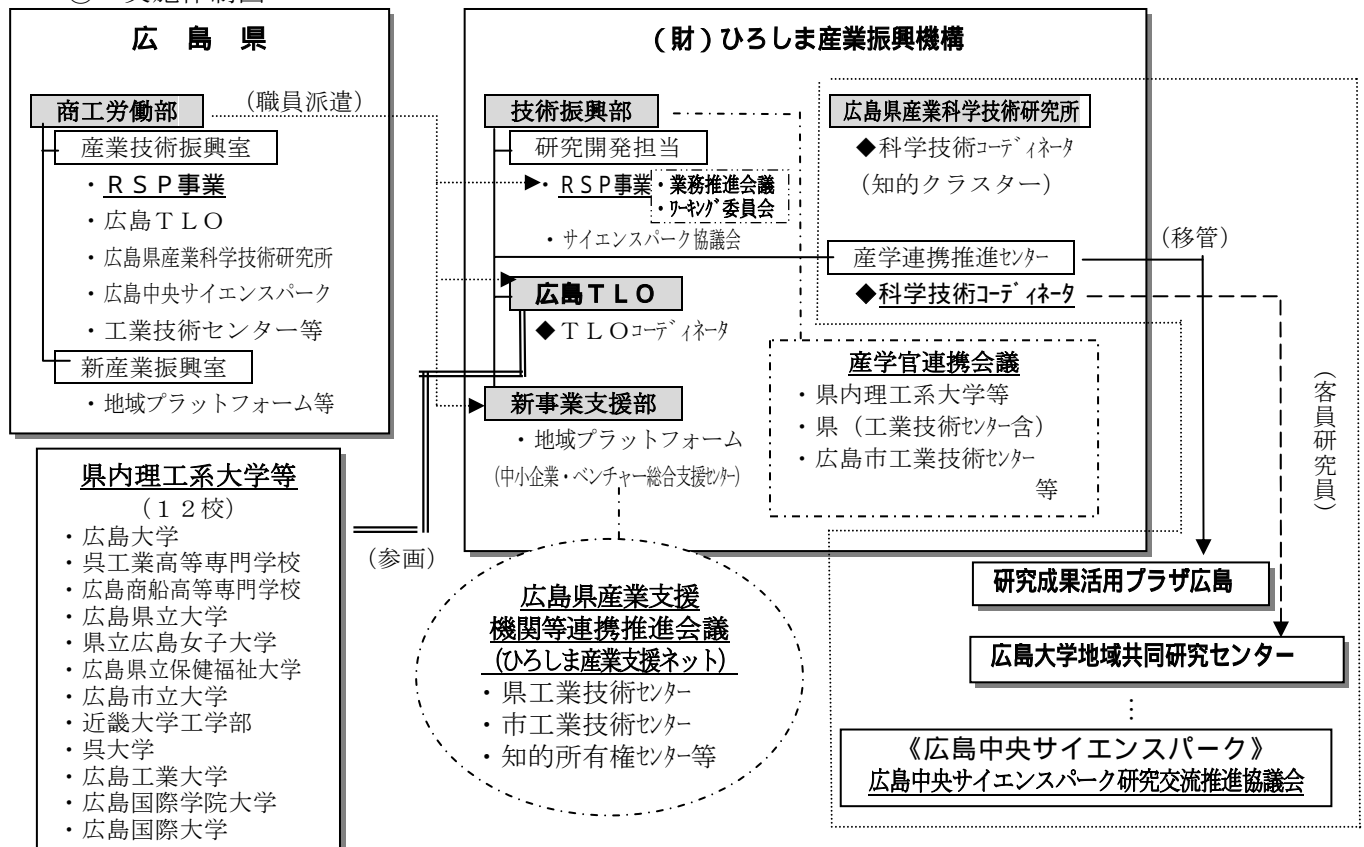 広 島 県
商工労働部
(職員派遣)
産業技術振興室
・ＲＳＰ事業
・広島ＴＬＯ
・広島県産業科学技術研究所
・広島中央サイエンスパーク
・工業技術センター等
新産業振興室
・地域プラットフォーム等
県内理工系大学等
(１２校)
・広島大学
・呉工業高等専門学校
・広島商船高等専門学校
・広島県立大学
・県立広島女子大学
・広島県立保健福祉大学
・広島市立大学
・近畿大学工学部
・呉大学
・広島工業大学
・広島国際学院大学
・広島国際大学
(参画)
(財)ひろしま産業振興機構
技術振興部
研究開発担当
・ＲＳＰ事業
・業務推進会議
・ﾜｰｷﾝｸﾞ委員会
・サイエンスパーク協議会
広島ＴＬＯ
◆ＴＬＯｺｰﾃﾞｨﾈｰﾀ
新事業支援部
・地域プラットフォーム
(中小企業・ベンチャー総合支援ｾﾝﾀｰ)
広島県産業科学技術研究所
◆科学技術ｺｰﾃﾞｨﾈｰﾀ
(知的クラスター)
産学連携推進ｾﾝﾀｰ
◆科学技術ｺｰﾃﾞｨﾈｰﾀ
(移管)
(客員研究員)
産学官連携会議
・県内理工系大学等
・県（工業技術ｾﾝﾀｰ含）
・広島市工業技術ｾﾝﾀｰ
等
広島県産業支援
機関等連携推進会議
(ひろしま産業支援ネット)
・県工業技術ｾﾝﾀｰ
・市工業技術ｾﾝﾀｰ
・知的所有権ｾﾝﾀｰ等
研究成果活用プラザ広島
広島大学地域共同研究センター
⋮
《広島中央サイエンスパーク》
広島中央サイエンスパーク研究交流推進協議会